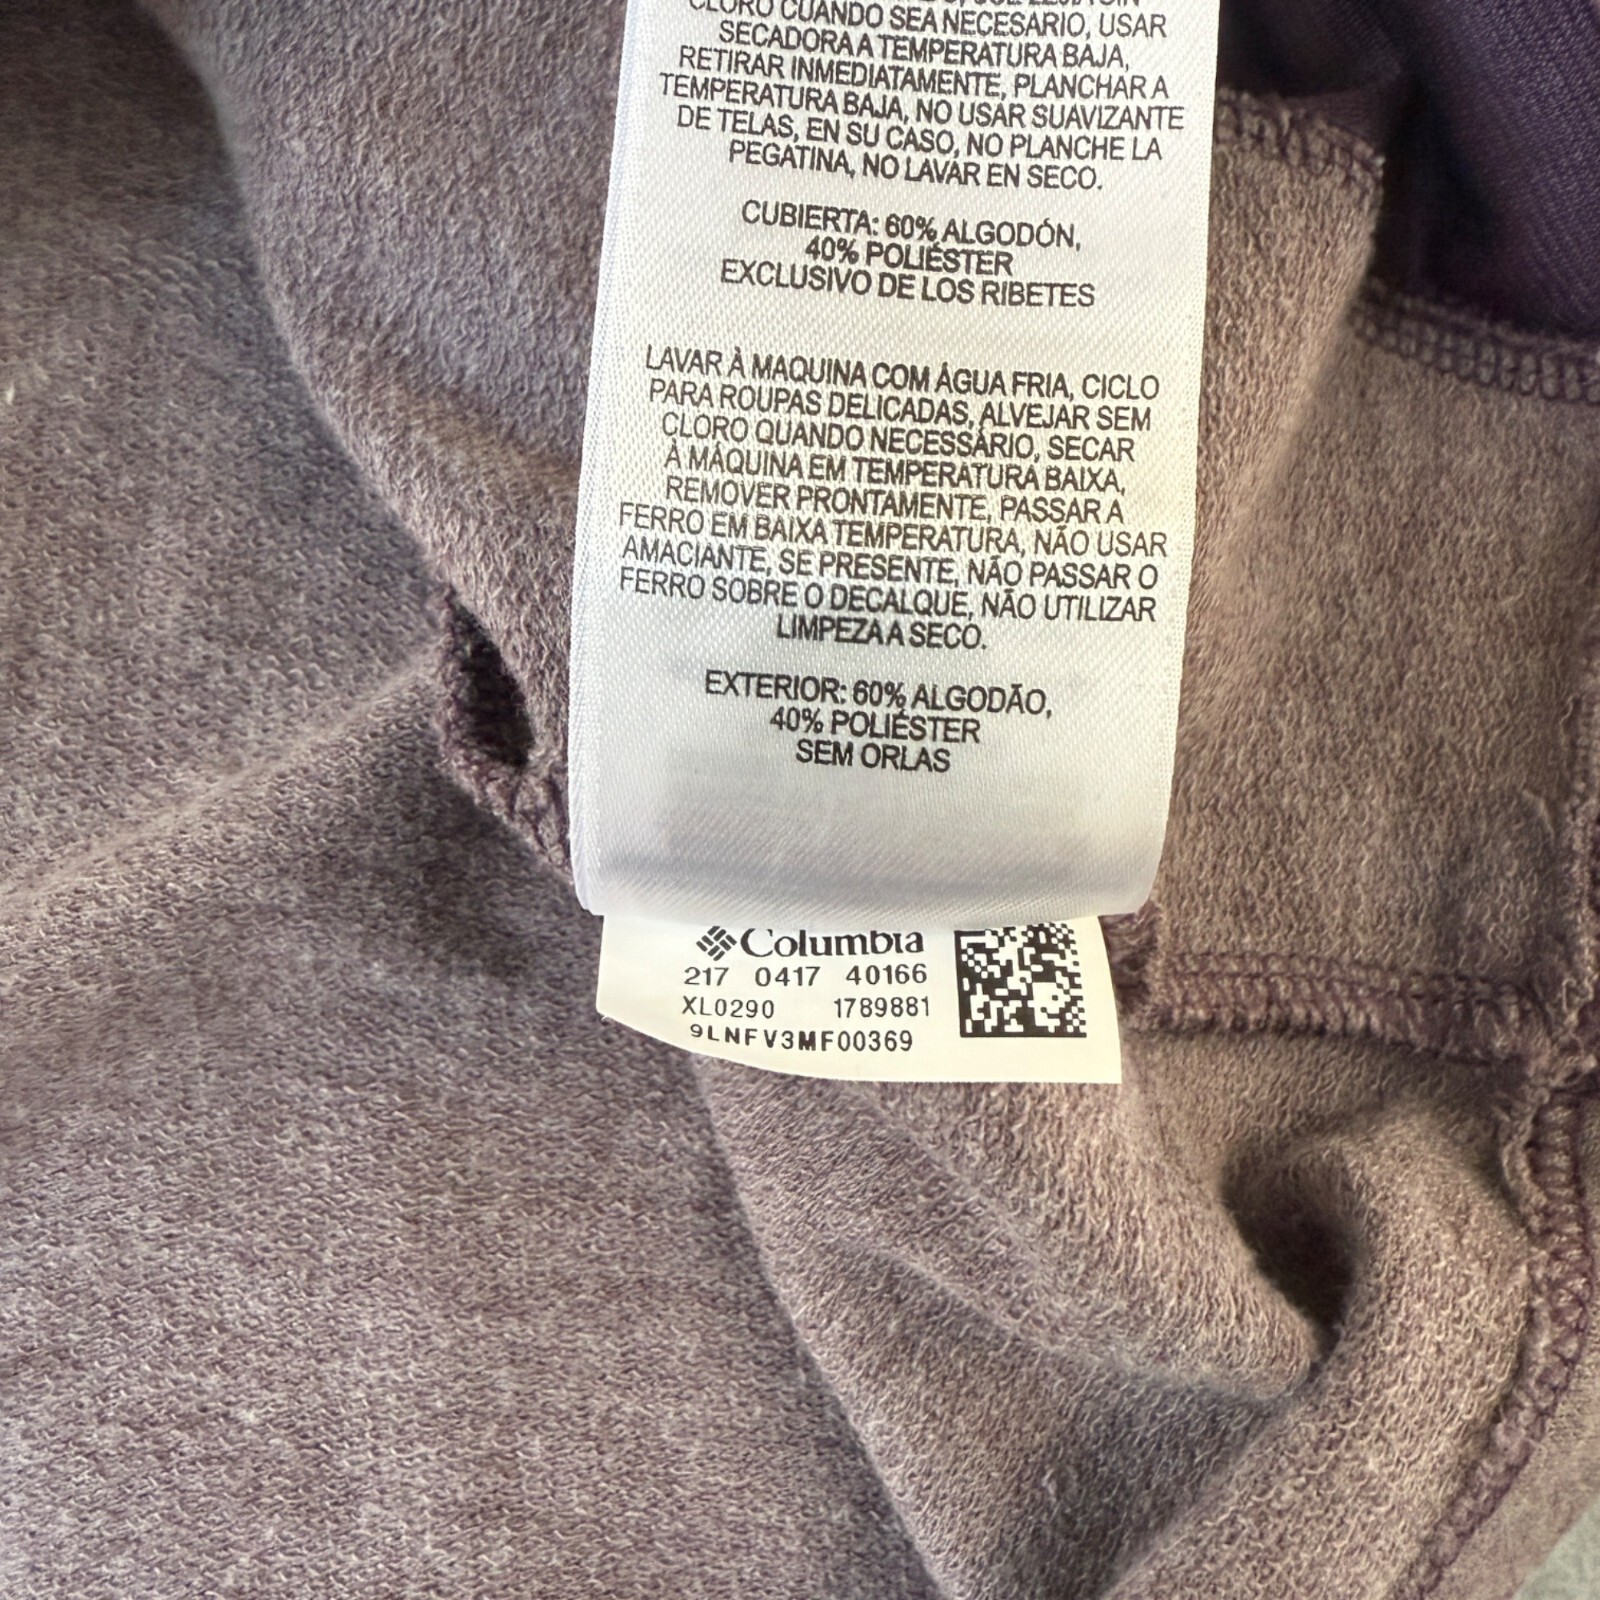 CLORO CUANDO SEA NECESARIO, USAR
SECADORA A TEMPERATURA BAJA,
RETIRAR INMEDIATAMENTE, PLANCHAR A
TEMPERATURA BAJA, NO USAR SUAVIZANTE
DE TELAS, EN SU CASO, NO PLANCHE LA
PEGATINA, NO LAVAR EN SECO.
CUBIERTA: 60% ALGODÓN,
40% POLIÉSTER
EXCLUSIVO DE LOS RIBETES
LAVAR À MAQUINA COM ÁGUA FRIA, CICLO
PARA ROUPAS DELICADAS, ALVEJAR SEM
CLORO QUANDO NECESSÁRIO, SECAR
À MÁQUINA EM TEMPERATURA BAIXA,
REMOVER PRONTAMENTE, PASSAR A
FERRO EM BAIXA TEMPERATURA, NÃO USAR
AMACIANTE, SE PRESENTE, NÃO PASSAR O
FERRO SOBRE O DECALQUE, NÃO UTILIZAR
LIMPEZA A SECO.
EXTERIOR: 60% ALGODÃO,
40% POLIÉSTER
SEM ORLAS
Columbia
217 0417 40166
XL0290 1789881
9LNFV3MF00369